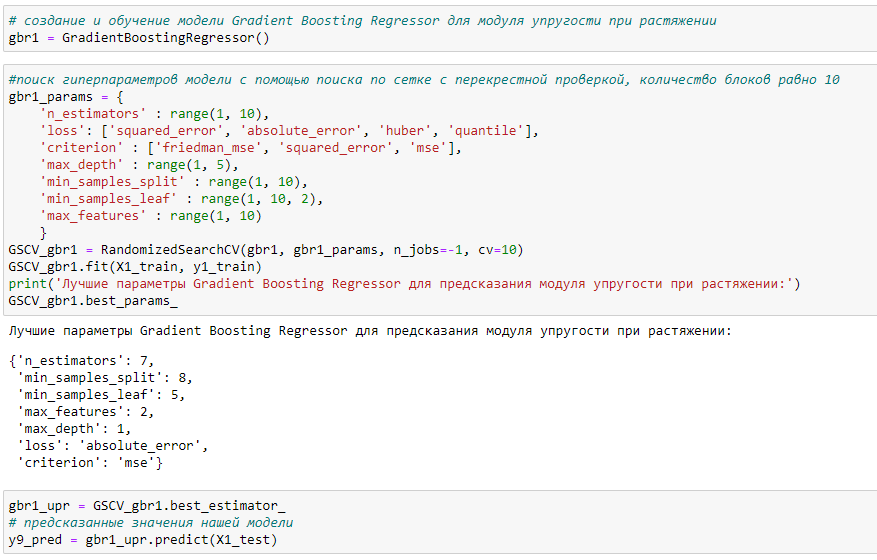 # создание и обучение модели Gradient Boosting Regressor для модуля упругости при растяжении
gbr1 = GradientBoostingRegressor()
#поиск гиперпараметров модели с помощью поиска по сетке с перекрестной проверкой, количество блоков равно 10
gbr1_params = {
    'n_estimators' : range(1, 10),
    'loss': ['squared_error', 'absolute_error', 'huber', 'quantile'],
    'criterion' : ['friedman_mse', 'squared_error', 'mse'],
    'max_depth' : range(1, 5),
    'min_samples_split' : range(1, 10),
    'min_samples_leaf' : range(1, 10, 2),
    'max_features' : range(1, 10)
    }
GSCV_gbr1 = RandomizedSearchCV(gbr1, gbr1_params, n_jobs=-1, cv=10)
GSCV_gbr1.fit(X1_train, y1_train)
print('Лучшие параметры Gradient Boosting Regressor для предсказания модуля упругости при растяжении:')
GSCV_gbr1.best_params_
Лучшие параметры Gradient Boosting Regressor для предсказания модуля упругости при растяжении:
{'n_estimators': 7,
 'min_samples_split': 8,
 'min_samples_leaf': 5,
 'max_features': 2,
 'max_depth': 1,
 'loss': 'absolute_error',
 'criterion': 'mse'}
gbr1_upr = GSCV_gbr1.best_estimator_
# предсказанные значения нашей модели
y9_pred = gbr1_upr.predict(X1_test)